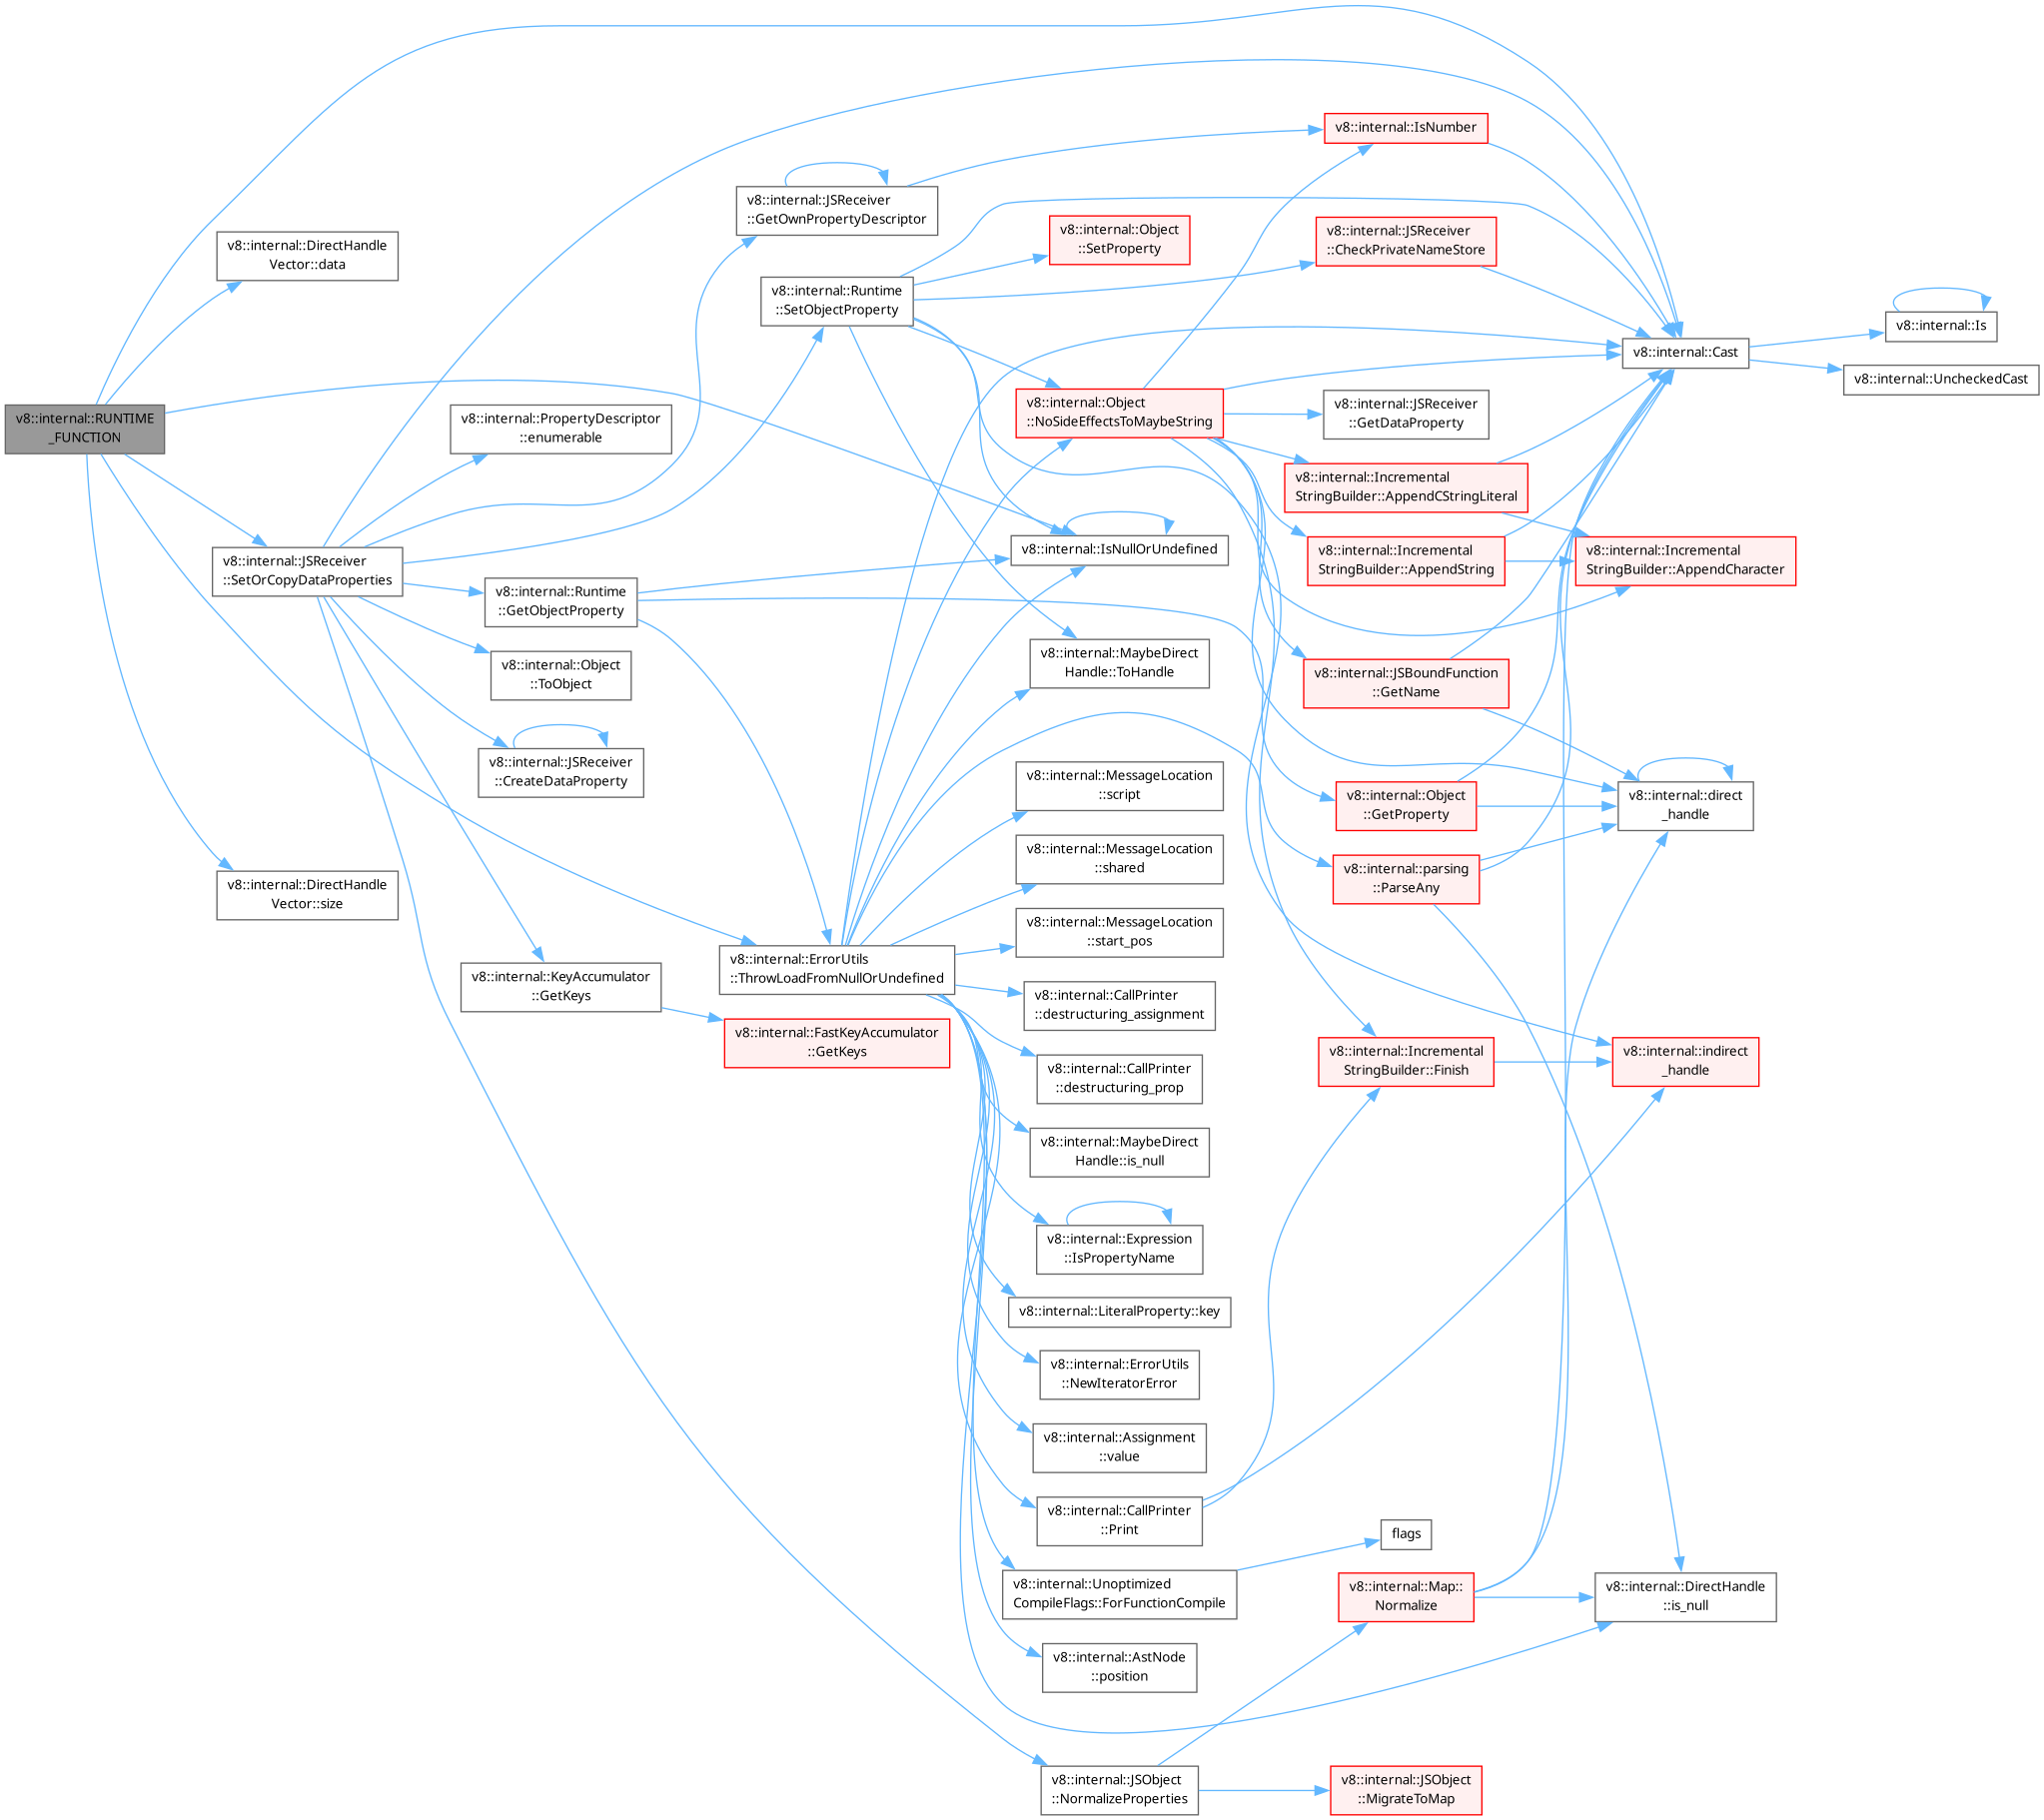 v8::internal::RUNTIME
_FUNCTION
v8::internal::DirectHandle
Vector::data
v8::internal::JSReceiver
::SetOrCopyDataProperties
v8::internal::DirectHandle
Vector::size
v8::internal::PropertyDescriptor
::enumerable
v8::internal::Runtime
::GetObjectProperty
v8::internal::Object
::ToObject
v8::internal::JSReceiver
::CreateDataProperty
v8::internal::KeyAccumulator
::GetKeys
v8::internal::JSReceiver
::GetOwnPropertyDescriptor
v8::internal::Runtime
::SetObjectProperty
v8::internal::ErrorUtils
::ThrowLoadFromNullOrUndefined
v8::internal::FastKeyAccumulator
::GetKeys
v8::internal::Object
::SetProperty
v8::internal::Object
::NoSideEffectsToMaybeString
v8::internal::IsNullOrUndefined
v8::internal::MaybeDirect
Handle::ToHandle
v8::internal::MessageLocation
::script
v8::internal::MessageLocation
::shared
v8::internal::MessageLocation
::start_pos
v8::internal::CallPrinter
::destructuring_assignment
v8::internal::CallPrinter
::destructuring_prop
v8::internal::MaybeDirect
Handle::is_null
v8::internal::Expression
::IsPropertyName
v8::internal::LiteralProperty::key
v8::internal::ErrorUtils
::NewIteratorError
v8::internal::Assignment
::value
v8::internal::CallPrinter
::Print
v8::internal::Unoptimized
CompileFlags::ForFunctionCompile
v8::internal::AstNode
::position
v8::internal::JSObject
::NormalizeProperties
v8::internal::IsNumber
v8::internal::JSReceiver
::CheckPrivateNameStore
v8::internal::JSReceiver
::GetDataProperty
v8::internal::Incremental
StringBuilder::AppendCStringLiteral
v8::internal::Incremental
StringBuilder::AppendString
v8::internal::JSBoundFunction
::GetName
v8::internal::Object
::GetProperty
v8::internal::parsing
::ParseAny
v8::internal::Incremental
StringBuilder::Finish
flags
v8::internal::Map::
Normalize
v8::internal::JSObject
::MigrateToMap
v8::internal::Cast
v8::internal::Incremental
StringBuilder::AppendCharacter
v8::internal::direct
_handle
v8::internal::indirect
_handle
v8::internal::DirectHandle
::is_null
v8::internal::Is
v8::internal::UncheckedCast